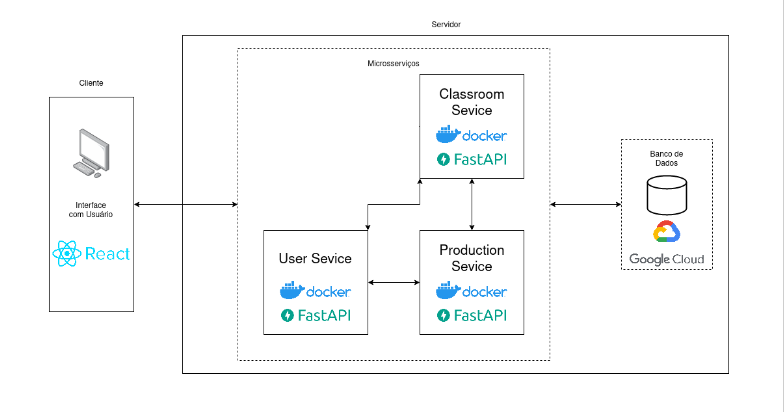 Servidor
Microsserviços
Cliente
Interface
com Usuário
React
Classroom
Sevice
docker
FastAPI
User Sevice
docker
FastAPI
Production
Sevice
docker
FastAPI
Banco de
Dados
Google Cloud